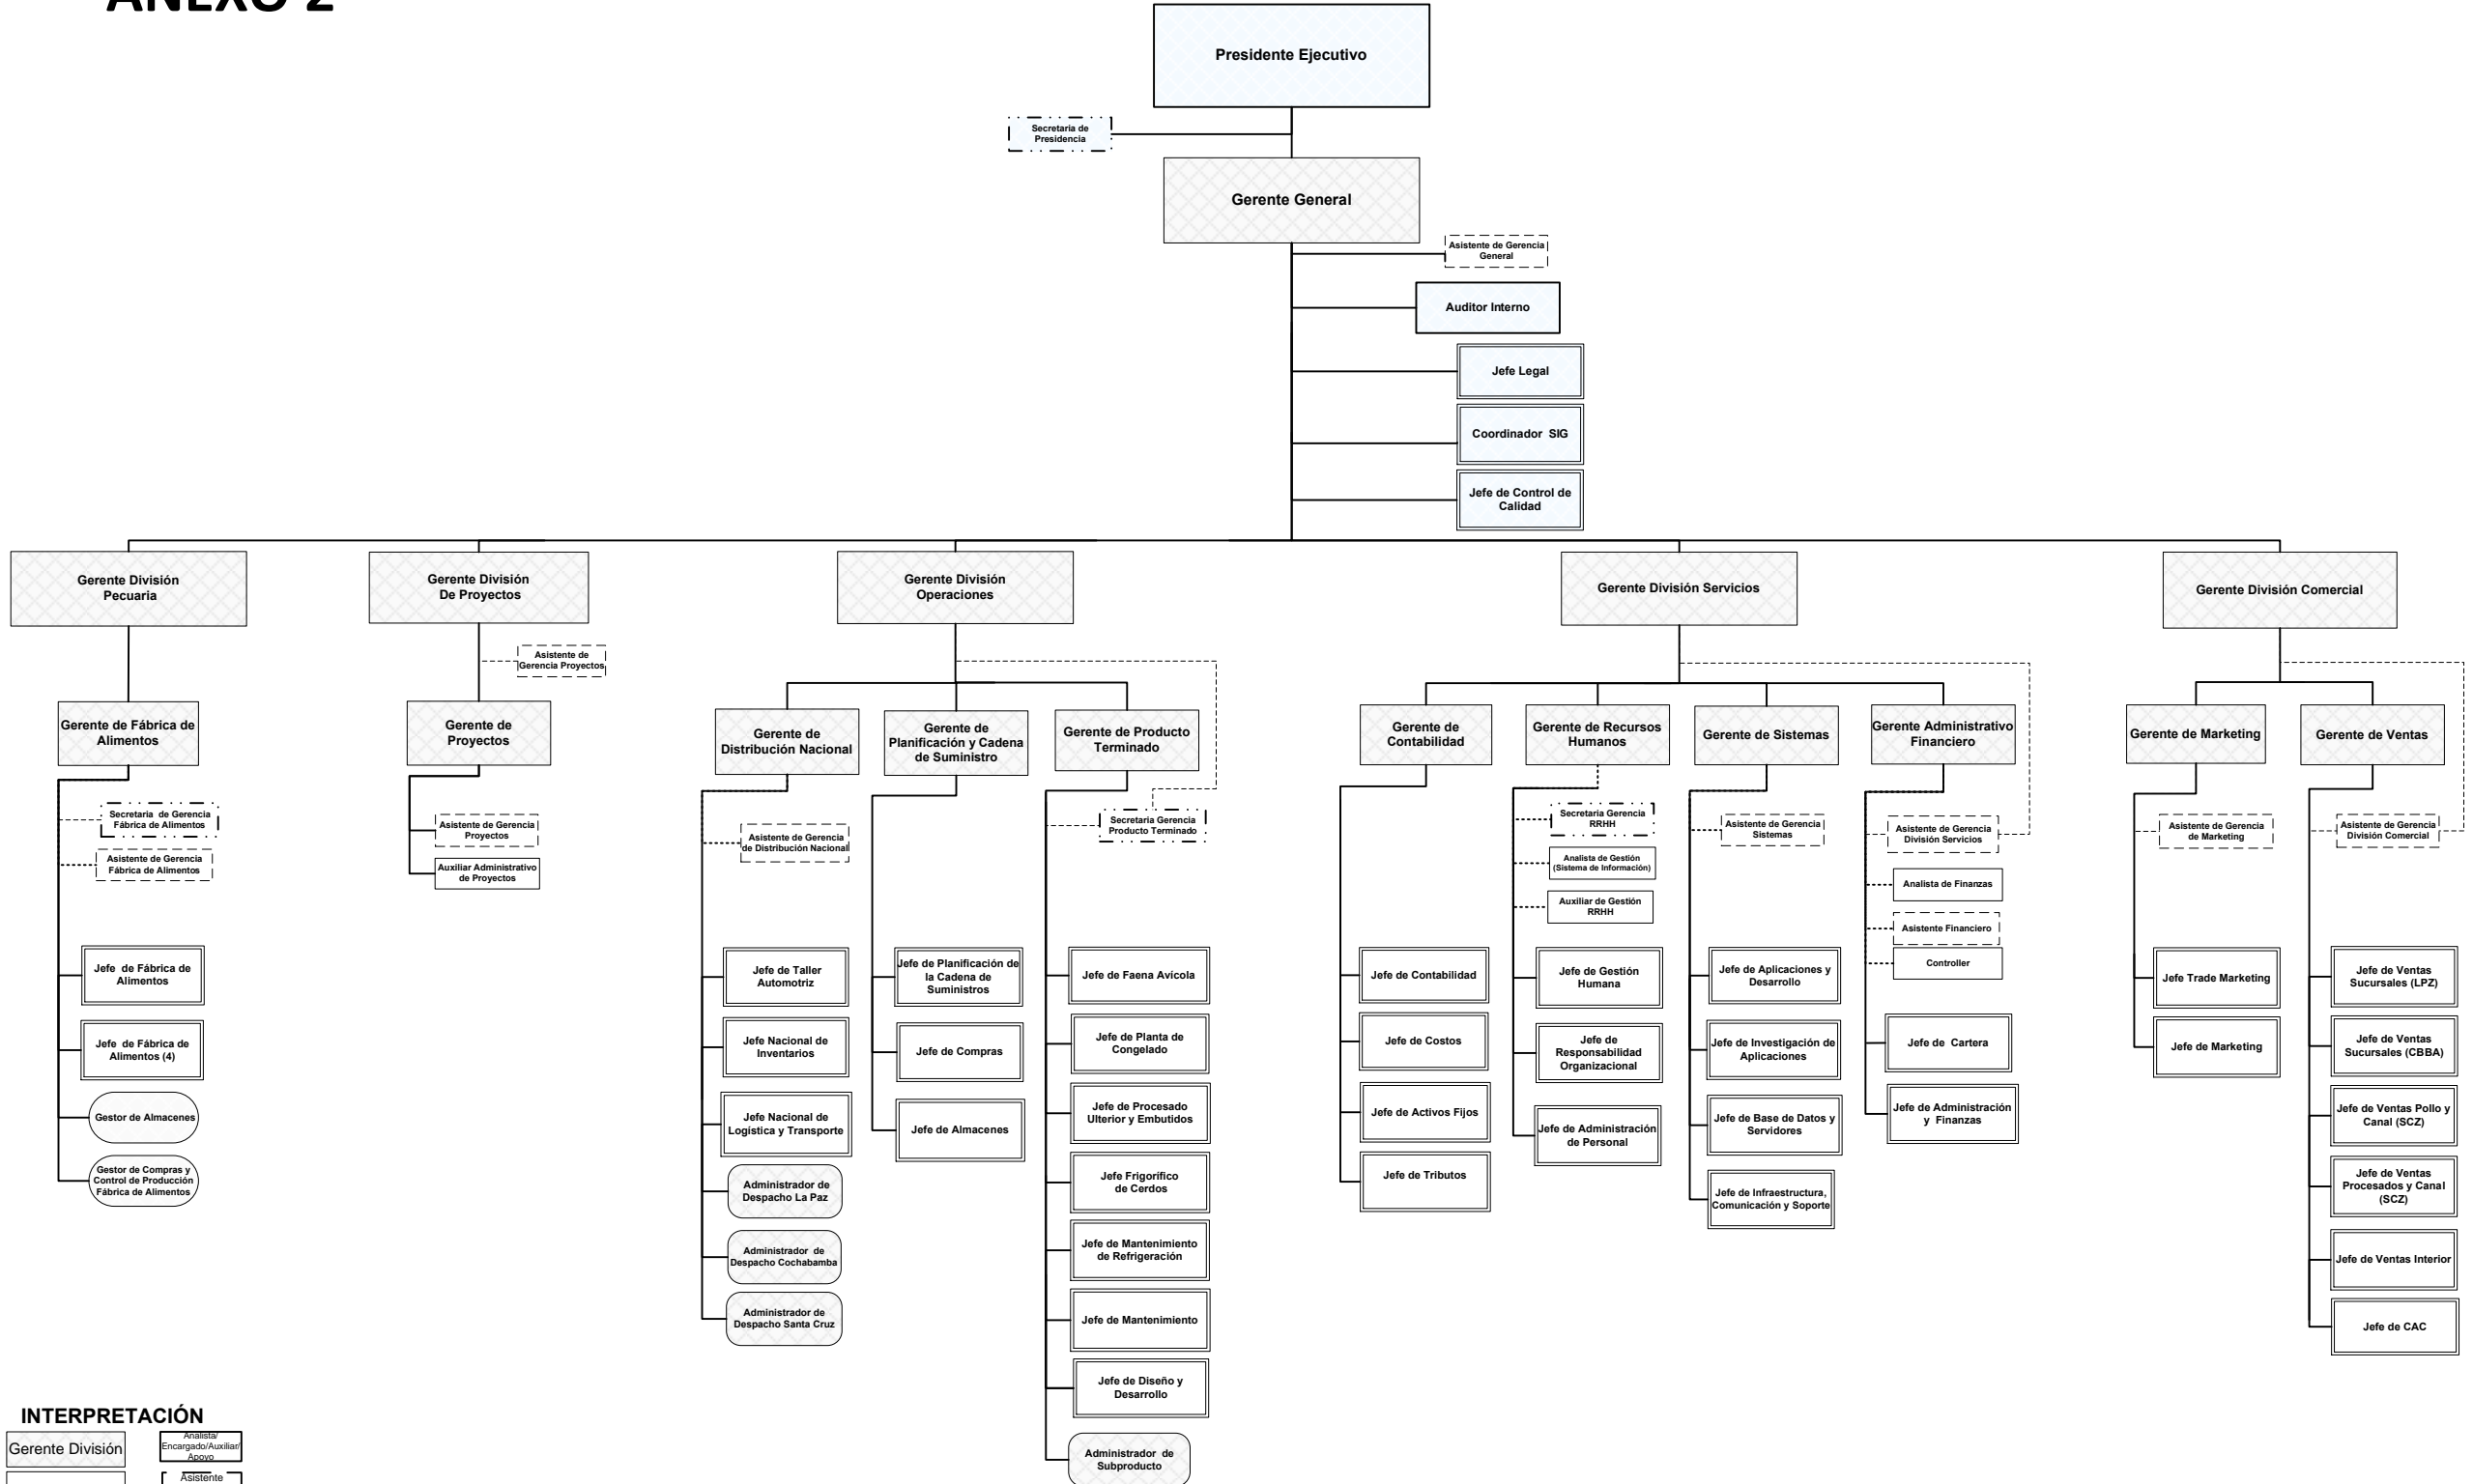 ANEXO 2
Presidente Ejecutivo
Secretaria de
Presidencia
Gerente General
Asistente de Gerencia
General
Auditor Interno
Jefe Legal
Coordinador SIG
Jefe de Control de
Calidad
Gerente División
Pecuaria
Gerente División
De Proyectos
Gerente División
Operaciones
Gerente División Servicios
Gerente División Comercial
Asistente de
Gerencia Proyectos
Gerente de Fábrica de
Alimentos
Secretaria de Gerencia
Fábrica de Alimentos
Asistente de Gerencia
Fábrica de Alimentos
Jefe de Fábrica de
Alimentos
Jefe de Fábrica de
Alimentos (4)
Gestor de Almacenes
Gestor de Compras y
Control de Producción
Fábrica de Alimentos
Gerente de
Proyectos
Asistente de Gerencia
Proyectos
Auxiliar Administrativo
de Proyectos
Gerente de
Distribución Nacional
Asistente de Gerencia
de Distribución Nacional
Jefe de Taller
Automotriz
Jefe Nacional de
Inventarios
Jefe Nacional de
Logística y Transporte
Administrador de
Despacho La Paz
Administrador de
Despacho Cochabamba
Administrador de
Despacho Santa Cruz
Gerente de
Planificación y Cadena
de Suministro
Jefe de Planificación de
la Cadena de
Suministros
Jefe de Compras
Jefe de Almacenes
Gerente de Producto
Terminado
Secretaria Gerencia
Producto Terminado
Jefe de Faena Avícola
Jefe de Planta de
Congelado
Jefe de Procesado
Ulterior y Embutidos
Jefe Frigorífico
de Cerdos
Jefe de Mantenimiento
de Refrigeración
Jefe de Mantenimiento
Jefe de Diseño y
Desarrollo
Administrador de
Subproducto
Gerente de
Contabilidad
Jefe de Contabilidad
Jefe de Costos
Jefe de Activos Fijos
Jefe de Tributos
Gerente de Recursos
Humanos
Secretaria Gerencia
RRHH
Analista de Gestión
(Sistema de Información)
Auxiliar de Gestión
RRHH
Jefe de Gestión
Humana
Jefe de
Responsabilidad
Organizacional
Jefe de Administración
de Personal
Gerente de Sistemas
Asistente de Gerencia
Sistemas
Jefe de Aplicaciones y
Desarrollo
Jefe de Investigación de
Aplicaciones
Jefe de Base de Datos y
Servidores
Jefe de Infraestructura,
Comunicación y Soporte
Gerente Administrativo
Financiero
Asistente de Gerencia
División Servicios
Analista de Finanzas
Asistente Financiero
Controller
Jefe de Cartera
Jefe de Administración
y Finanzas
Gerente de Marketing
Asistente de Gerencia
de Marketing
Jefe Trade Marketing
Jefe de Marketing
Gerente de Ventas
Asistente de Gerencia
División Comercial
Jefe de Ventas
Sucursales (LPZ)
Jefe de Ventas
Sucursales (CBBA)
Jefe de Ventas Pollo y
Canal (SCZ)
Jefe de Ventas
Procesados y Canal
(SCZ)
Jefe de Ventas Interior
Jefe de CAC
INTERPRETACIÓN
Gerente División
Analista/
Encargado/Auxiliar/
Apoyo
Asistente